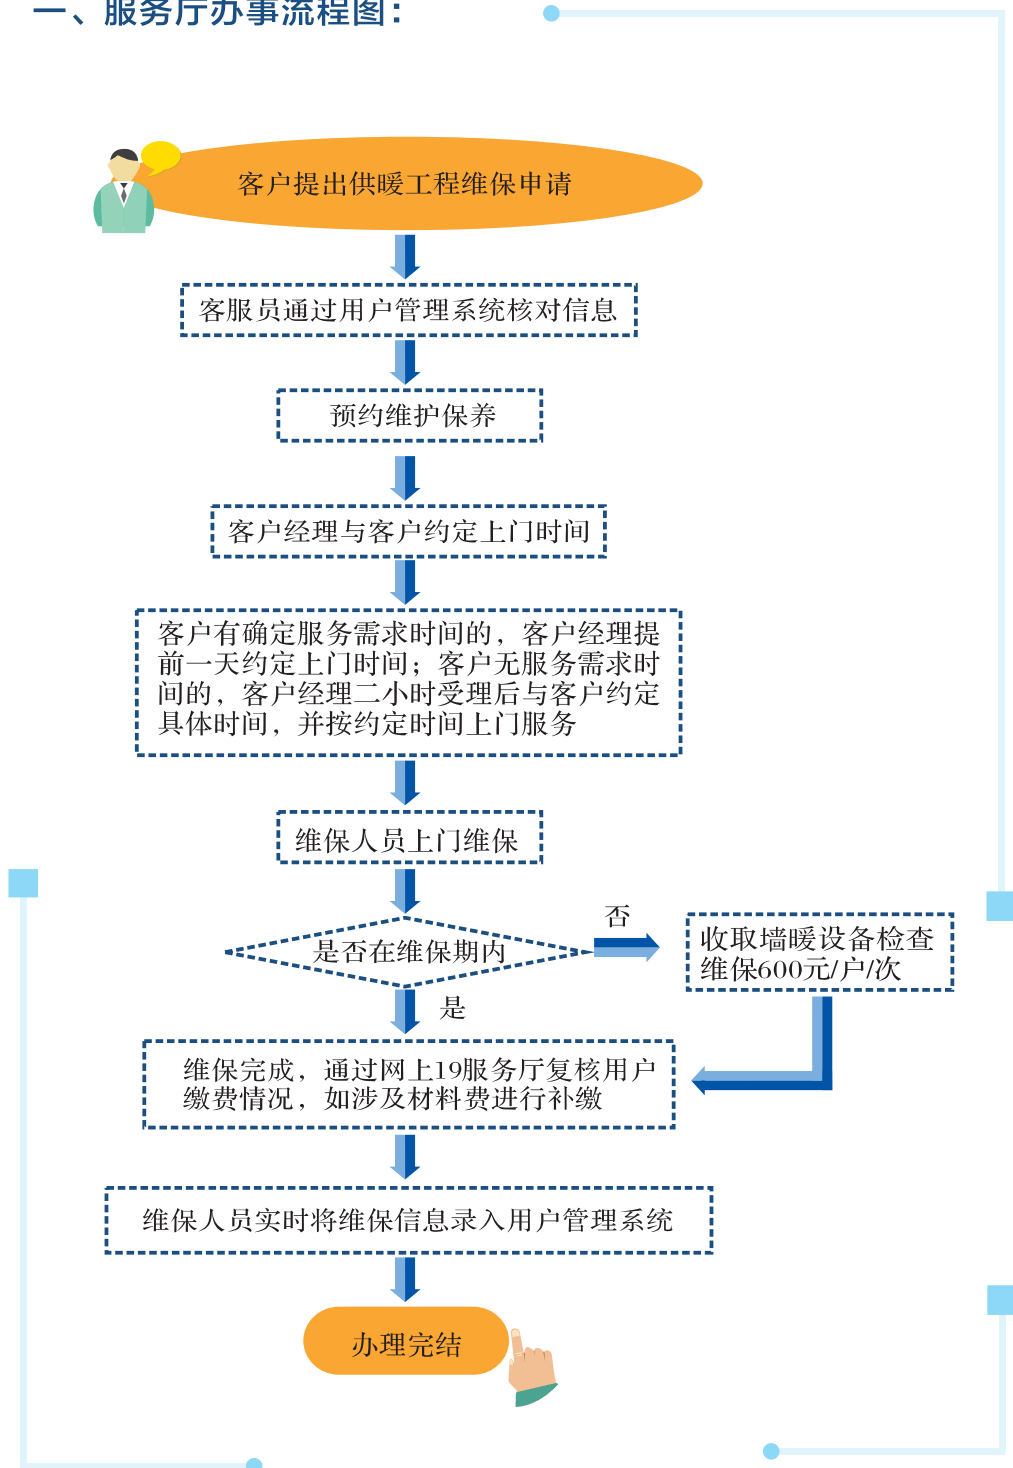 一、服务厅办事流程图：
客户提出供暖工程维保申请
客服员通过用户管理系统核对信息
预约维护保养
客户经理与客户约定上门时间
客户有确定服务需求时间的，客户经理提
前一天约定上门时间；客户无服务需求时
间的，客户经理二小时受理后与客户约定
具体时间，并按约定时间上门服务
维保人员上门维保
是否在维保期内
否
收取墙暖设备检查
维保600元/户/次
是
维保完成，通过网上19服务厅复核用户
缴费情况，如涉及材料费进行补缴
维保人员实时将维保信息录入用户管理系统
办理完结